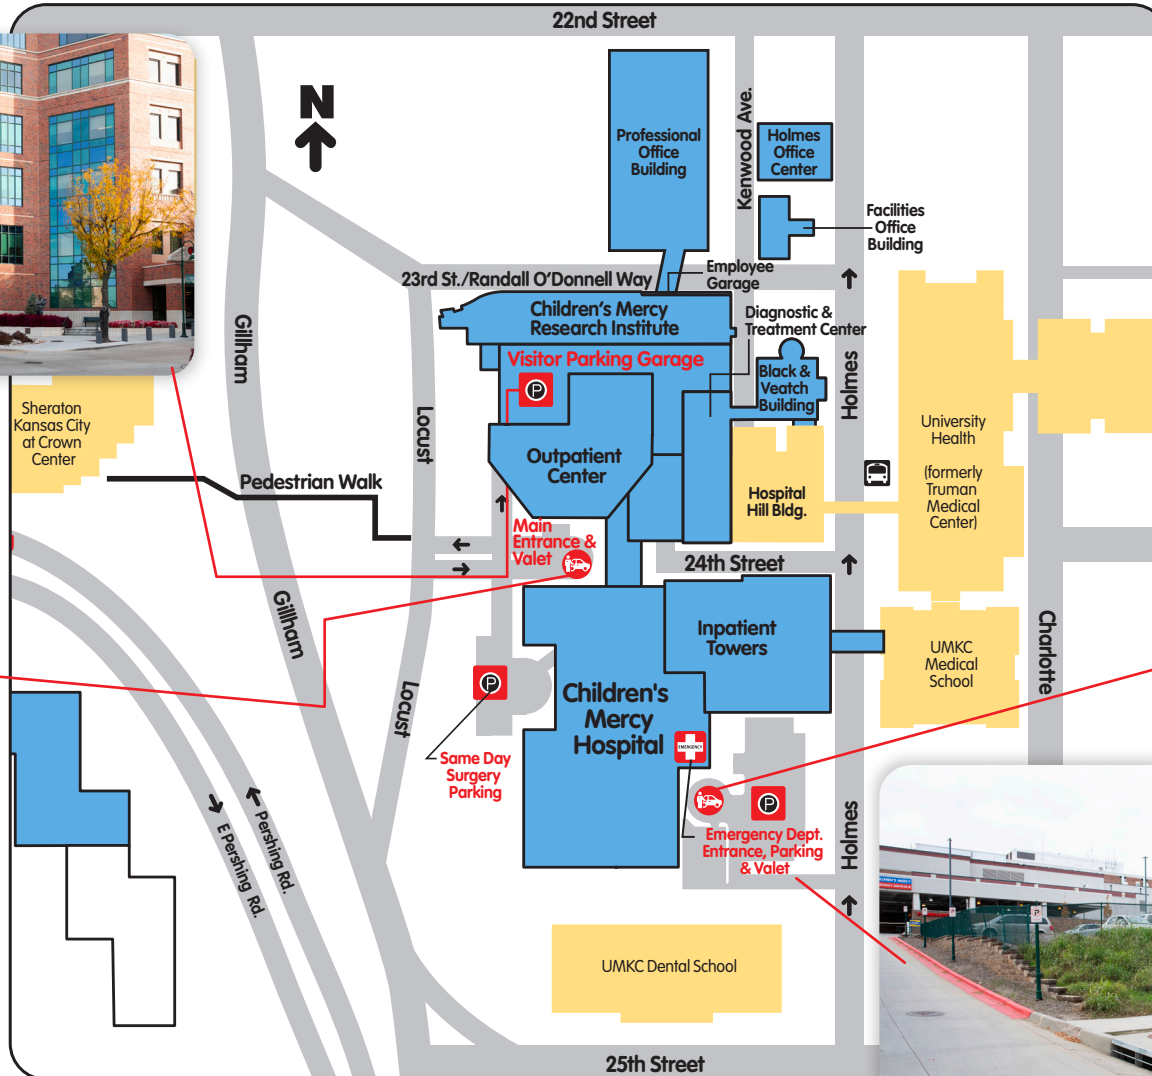 22nd Street
N
Professional
Office
Building
Kenwood Ave.
Holmes
Office
Center
Facilities
Office
Building
23rd St./Randall O'Donnell Way
Employee
Garage
Children's Mercy
Research Institute
Diagnostic &
Treatment Center
Visitor Parking Garage
P
Black &
Veatch
Building
Gillham
Locust
Holmes
Sheraton
Kansas City
at Crown
Center
University
Health
(formerly
Truman
Medical
Center)
Outpatient
Center
Pedestrian Walk
Hospital
Hill Bldg.
Main
Entrance &
Valet
24th Street
Gillham
Inpatient
Towers
UMKC
Medical
School
Charlotte
P
Locust
Children's
Mercy
Hospital
EMERGENCY
Same Day
Surgery
Parking
P
E Pershing Rd.
Pershing Rd.
Emergency Dept.
Entrance, Parking
& Valet
Holmes
P
UMKC Dental School
25th Street